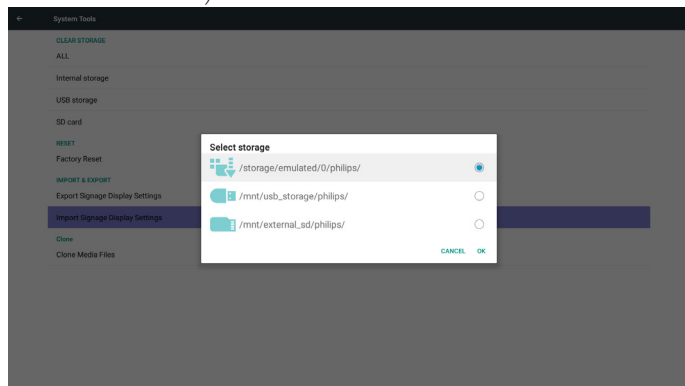 System Tools
CLEAR STORAGE
ALL
Internal storage
USB storage
SD card
RESET
Factory Reset
IMPORT & EXPORT
Export Signage Display Settings
Import Signage Display Settings
Clone
Clone Media Files
Select storage
/storage/emulated/0/philips/
/mnt/usb_storage/philips/
/mnt/external_sd/philips/
CANCEL OK